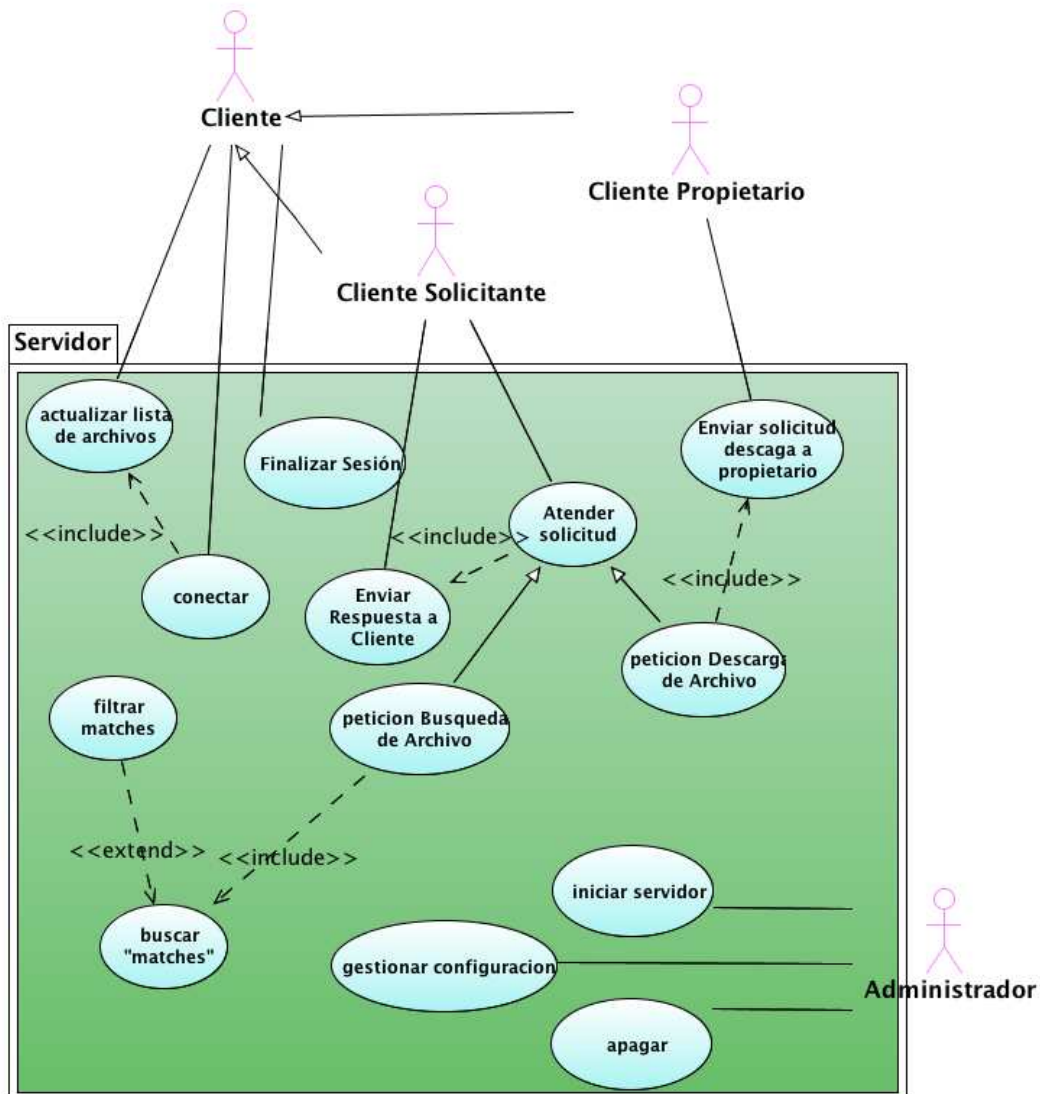 Cliente
Cliente Propietario
Cliente Solicitante
Servidor
actualizar lista
de archivos
Finalizar Sesión
Enviar solicitud
descaga a
propietario
Atender
solicitud
<<include>>
<<include>>
<<include>>
conectar
Enviar
Respuesta a
Cliente
peticion Descarga
de Archivo
filtrar
matches
peticion Busqueda
de Archivo
<<extend>>
<<include>>
iniciar servidor
buscar
"matches"
gestionar configuracion
Administrador
apagar